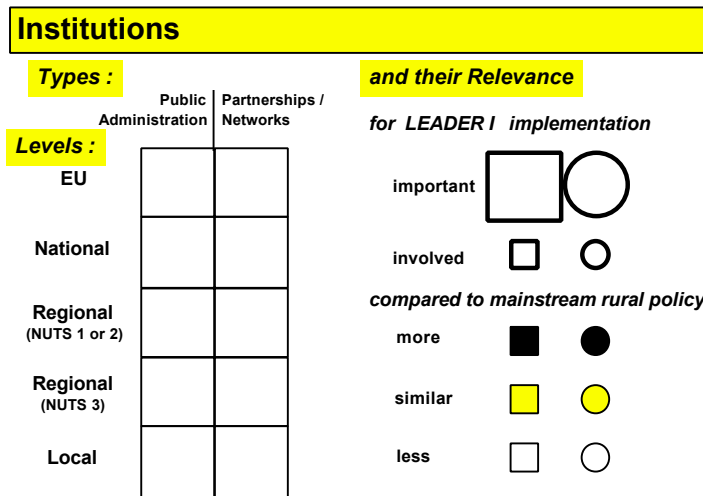 Institutions
Types :
Public
Administration
Partnerships /
Networks
Levels :
EU
National
Regional
(NUTS 1 or 2)
Regional
(NUTS 3)
Local
and their Relevance
for LEADER I implementation
important
involved
compared to mainstream rural policy
more
similar
less